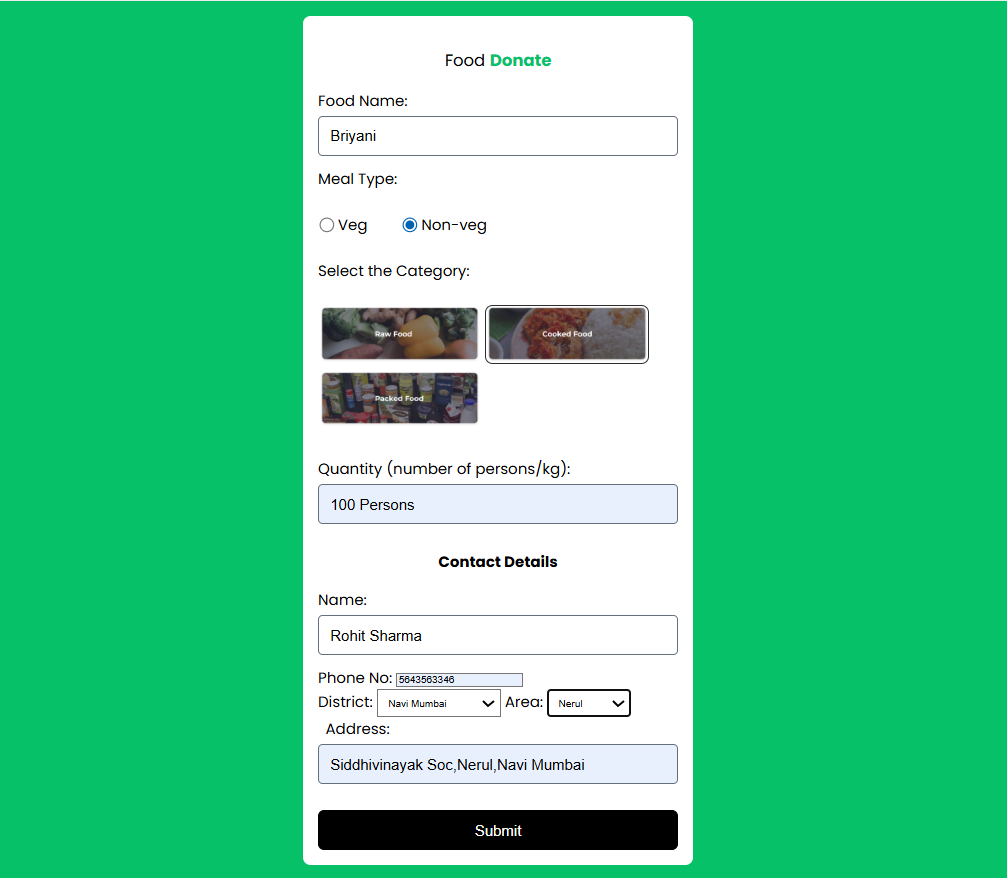 Food Donate
Food Name:
Briyani
Meal Type:
Veg Non-veg
Select the Category:
Raw Food Cooked Food
Packed Food
Quantity (number of persons/kg):
100 Persons
Contact Details
Name:
Rohit Sharma
Phone No: 5643563346
District: Navi Mumbai Area: Nerul
Address:
Siddhivinayak Soc,Nerul,Navi Mumbai
Submit